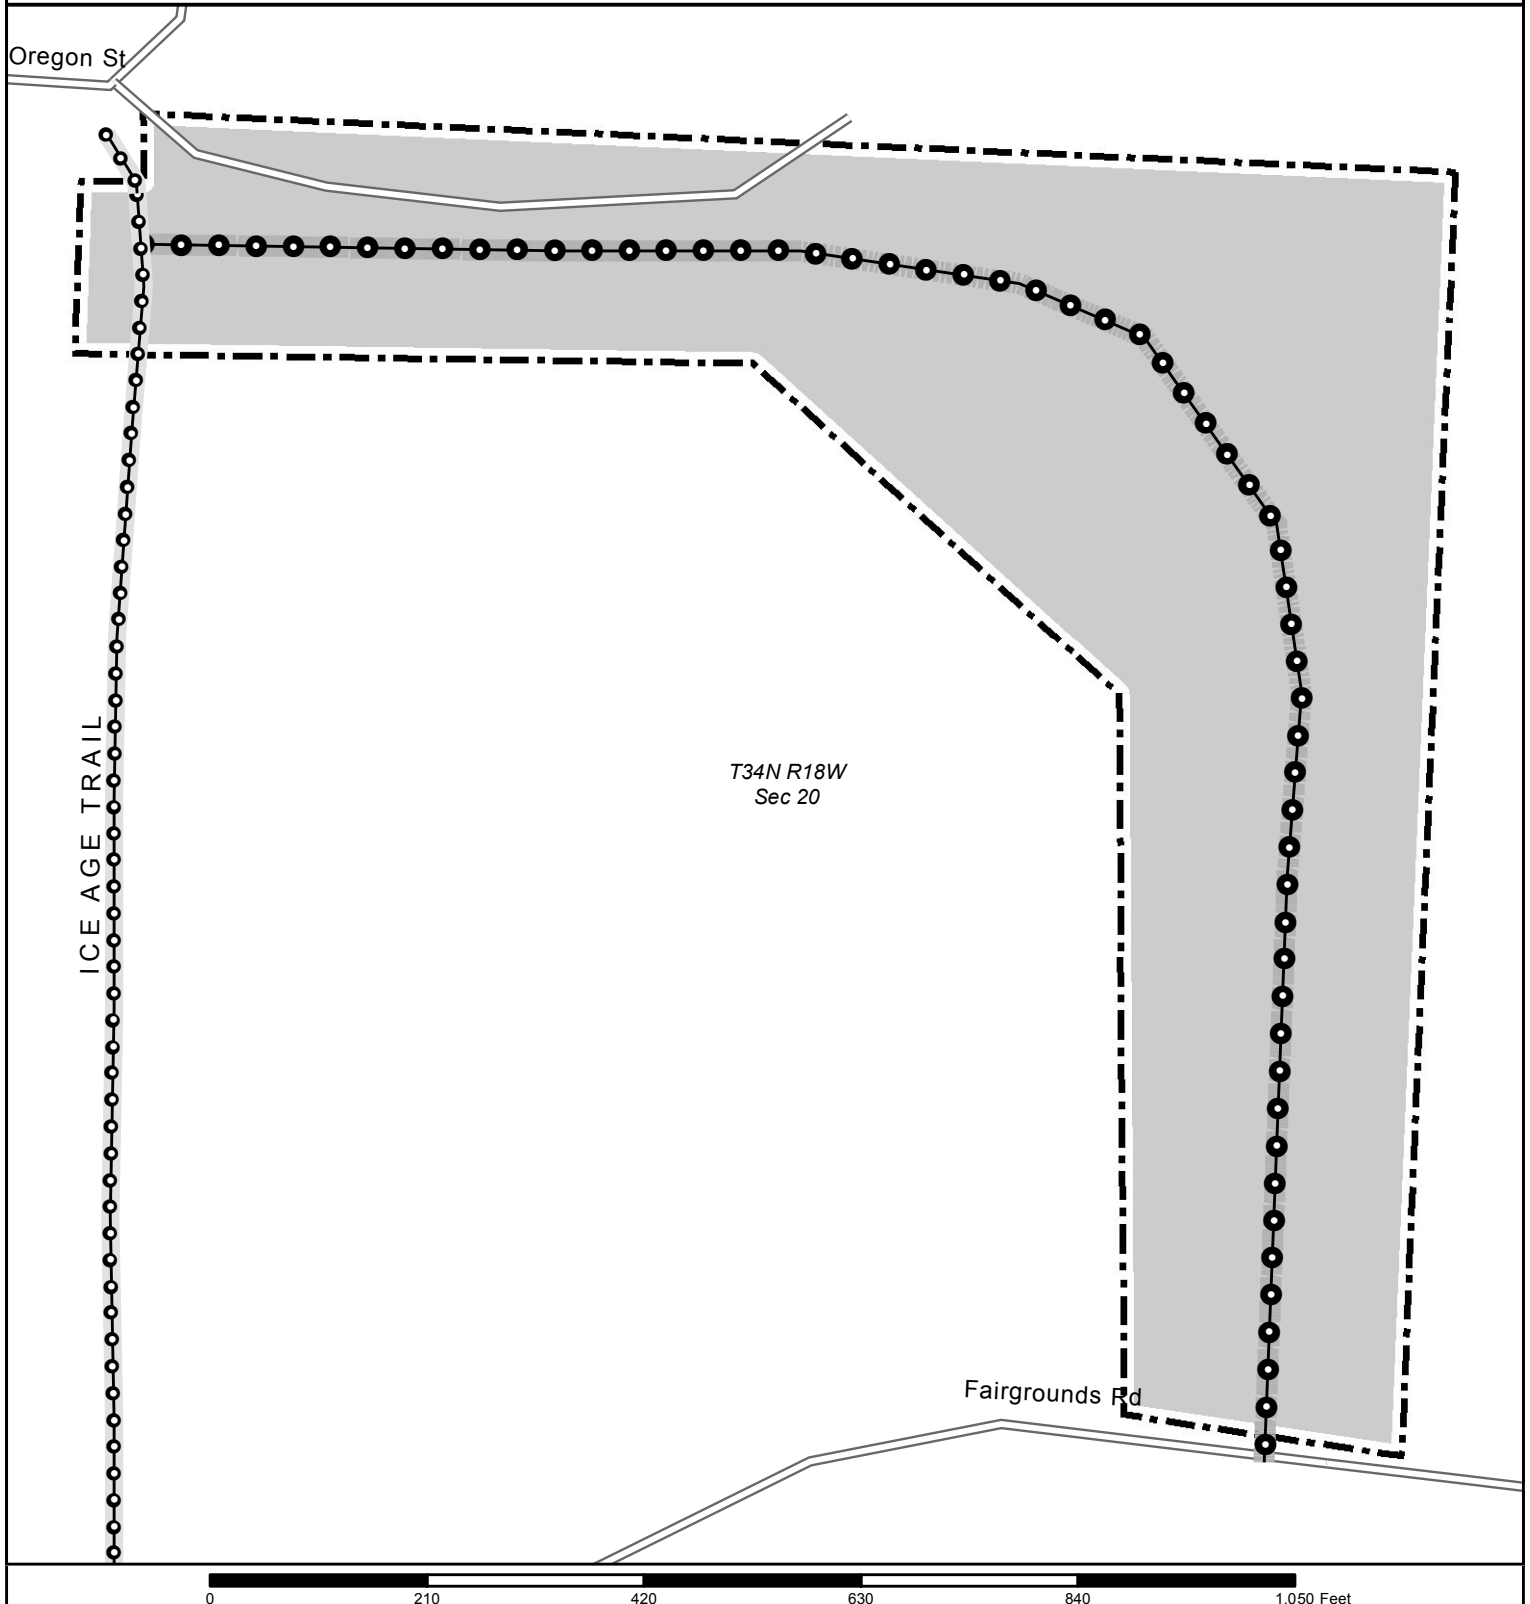 Oregon St
ICE AGE TRAIL
T34N R18W
Sec 20
Fairgrounds Rd
0 210 420 630 840 1,050 Feet